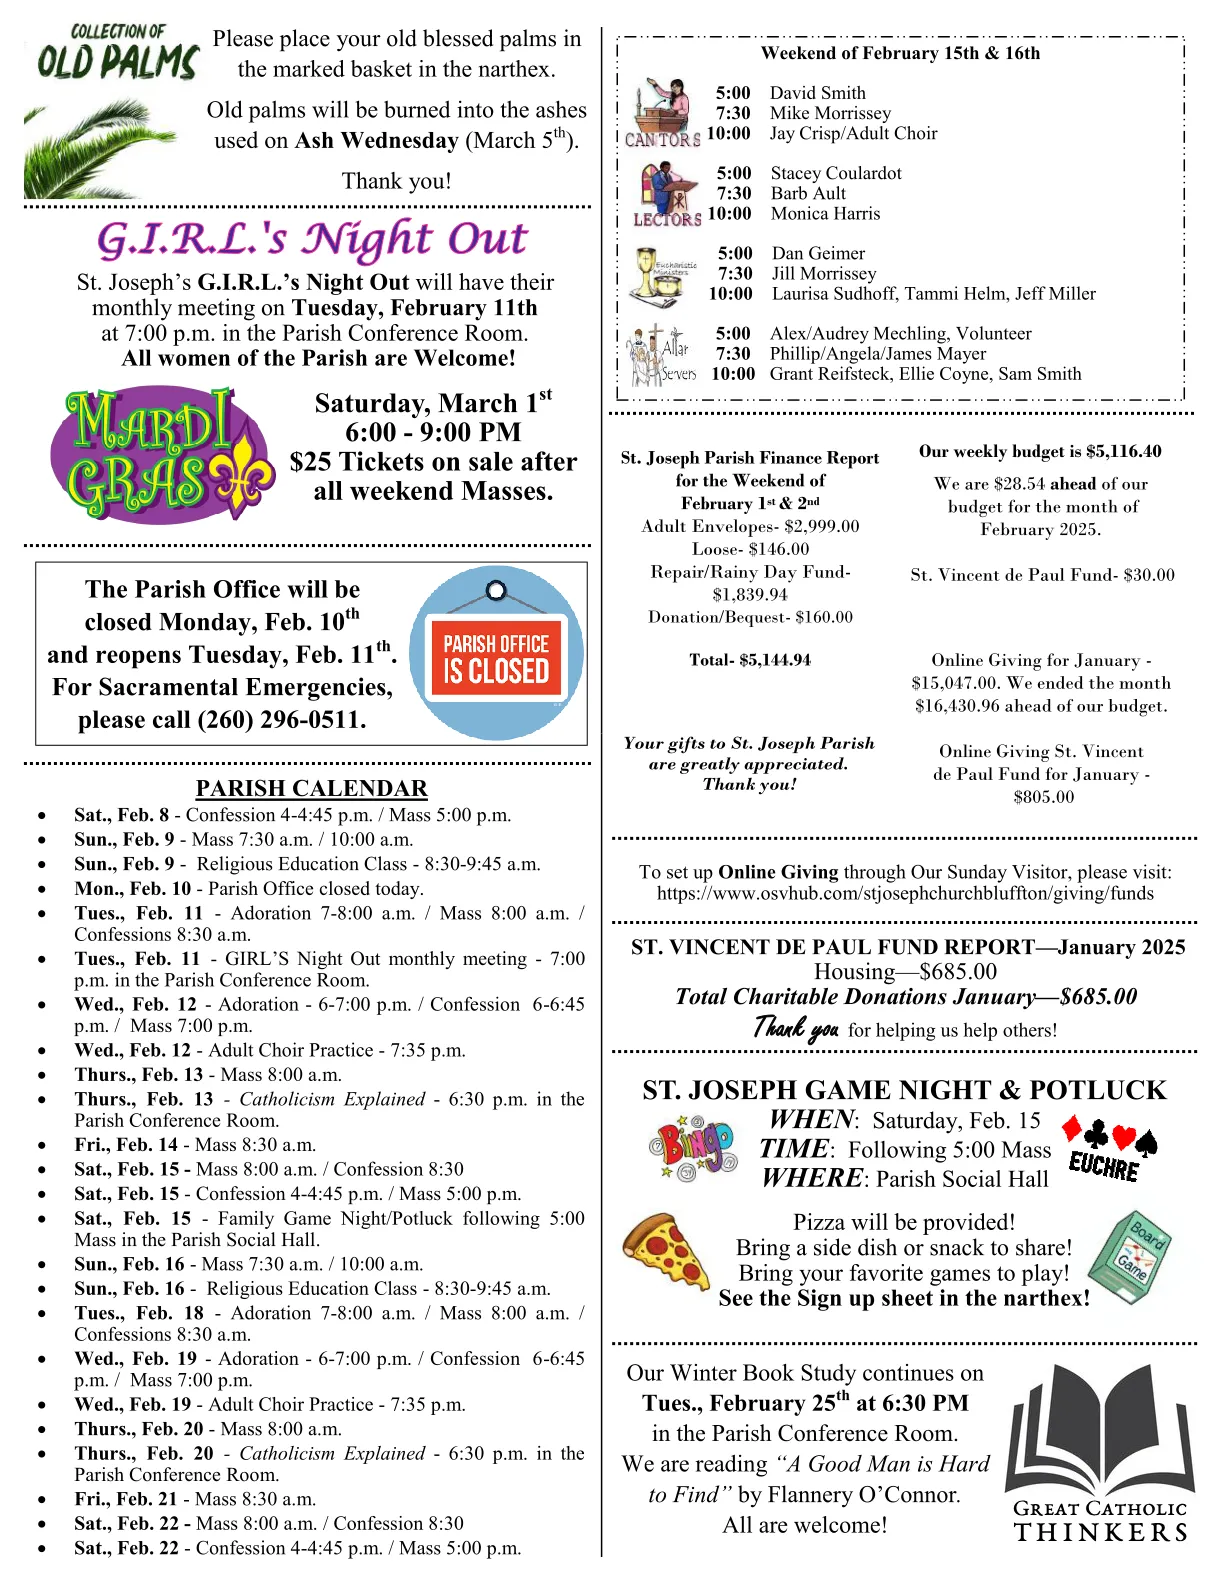 COLLECTION OF
OLD PALMS
Please place your old blessed palms in
the marked basket in the narthex.
Old palms will be burned into the ashes
used on Ash Wednesday (March 5th).
Thank you!
G.I.R.L.'s Night Out
St. Joseph’s G.I.R.L.’s Night Out will have their
monthly meeting on Tuesday, February 11th
at 7:00 p.m. in the Parish Conference Room.
All women of the Parish are Welcome!
MARDI
GRAS
Saturday, March 1st
6:00 - 9:00 PM
$25 Tickets on sale after
all weekend Masses.
The Parish Office will be
closed Monday, Feb. 10th
and reopens Tuesday, Feb. 11th.
For Sacramental Emergencies,
please call (260) 296-0511.
PARISH OFFICE
IS CLOSED
PARISH CALENDAR
• Sat., Feb. 8 - Confession 4-4:45 p.m. / Mass 5:00 p.m.
• Sun., Feb. 9 - Mass 7:30 a.m. / 10:00 a.m.
• Sun., Feb. 9 - Religious Education Class - 8:30-9:45 a.m.
• Mon., Feb. 10 - Parish Office closed today.
• Tues., Feb. 11 - Adoration 7-8:00 a.m. / Mass 8:00 a.m. /
Confessions 8:30 a.m.
• Tues., Feb. 11 - GIRL’S Night Out monthly meeting - 7:00
p.m. in the Parish Conference Room.
• Wed., Feb. 12 - Adoration - 6-7:00 p.m. / Confession 6-6:45
p.m. / Mass 7:00 p.m.
• Wed., Feb. 12 - Adult Choir Practice - 7:35 p.m.
• Thurs., Feb. 13 - Mass 8:00 a.m.
• Thurs., Feb. 13 - Catholicism Explained - 6:30 p.m. in the
Parish Conference Room.
• Fri., Feb. 14 - Mass 8:30 a.m.
• Sat., Feb. 15 - Mass 8:00 a.m. / Confession 8:30
• Sat., Feb. 15 - Confession 4-4:45 p.m. / Mass 5:00 p.m.
• Sat., Feb. 15 - Family Game Night/Potluck following 5:00
Mass in the Parish Social Hall.
• Sun., Feb. 16 - Mass 7:30 a.m. / 10:00 a.m.
• Sun., Feb. 16 - Religious Education Class - 8:30-9:45 a.m.
• Tues., Feb. 18 - Adoration 7-8:00 a.m. / Mass 8:00 a.m. /
Confessions 8:30 a.m.
• Wed., Feb. 19 - Adoration - 6-7:00 p.m. / Confession 6-6:45
p.m. / Mass 7:00 p.m.
• Wed., Feb. 19 - Adult Choir Practice - 7:35 p.m.
• Thurs., Feb. 20 - Mass 8:00 a.m.
• Thurs., Feb. 20 - Catholicism Explained - 6:30 p.m. in the
Parish Conference Room.
• Fri., Feb. 21 - Mass 8:30 a.m.
• Sat., Feb. 22 - Mass 8:00 a.m. / Confession 8:30
• Sat., Feb. 22 - Confession 4-4:45 p.m. / Mass 5:00 p.m.
Weekend of February 15th & 16th
CANTORS
5:00 David Smith
7:30 Mike Morrissey
10:00 Jay Crisp/Adult Choir
LECTORS
5:00 Stacey Coulardot
7:30 Barb Ault
10:00 Monica Harris
Eucharistic
Ministers
5:00 Dan Geimer
7:30 Jill Morrissey
10:00 Laurisa Sudhoff, Tammi Helm, Jeff Miller
Altar
Servers
5:00 Alex/Audrey Mechling, Volunteer
7:30 Phillip/Angela/James Mayer
10:00 Grant Reifsteck, Ellie Coyne, Sam Smith
St. Joseph Parish Finance Report
for the Weekend of
February 1st & 2nd
Adult Envelopes- $2,999.00
Loose- $146.00
Repair/Rainy Day Fund-
$1,839.94
Donation/Bequest- $160.00
Total- $5,144.94
Your gifts to St. Joseph Parish
are greatly appreciated.
Thank you!
Our weekly budget is $5,116.40
We are $28.54 ahead of our
budget for the month of
February 2025.
St. Vincent de Paul Fund- $30.00
Online Giving for January -
$15,047.00. We ended the month
$16,430.96 ahead of our budget.
Online Giving St. Vincent
de Paul Fund for January -
$805.00
To set up Online Giving through Our Sunday Visitor, please visit:
https://www.osvhub.com/stjosephchurchbluffton/giving/funds
ST. VINCENT DE PAUL FUND REPORT—January 2025
Housing—$685.00
Total Charitable Donations January—$685.00
Thank you for helping us help others!
ST. JOSEPH GAME NIGHT & POTLUCK
Bingo
WHEN: Saturday, Feb. 15
TIME: Following 5:00 Mass
WHERE: Parish Social Hall
EUCHRE
Pizza will be provided!
Bring a side dish or snack to share!
Bring your favorite games to play!
See the Sign up sheet in the narthex!
Board
Game
Our Winter Book Study continues on
Tues., February 25th at 6:30 PM
in the Parish Conference Room.
We are reading “A Good Man is Hard
to Find” by Flannery O’Connor.
All are welcome!
GREAT CATHOLIC
THINKERS